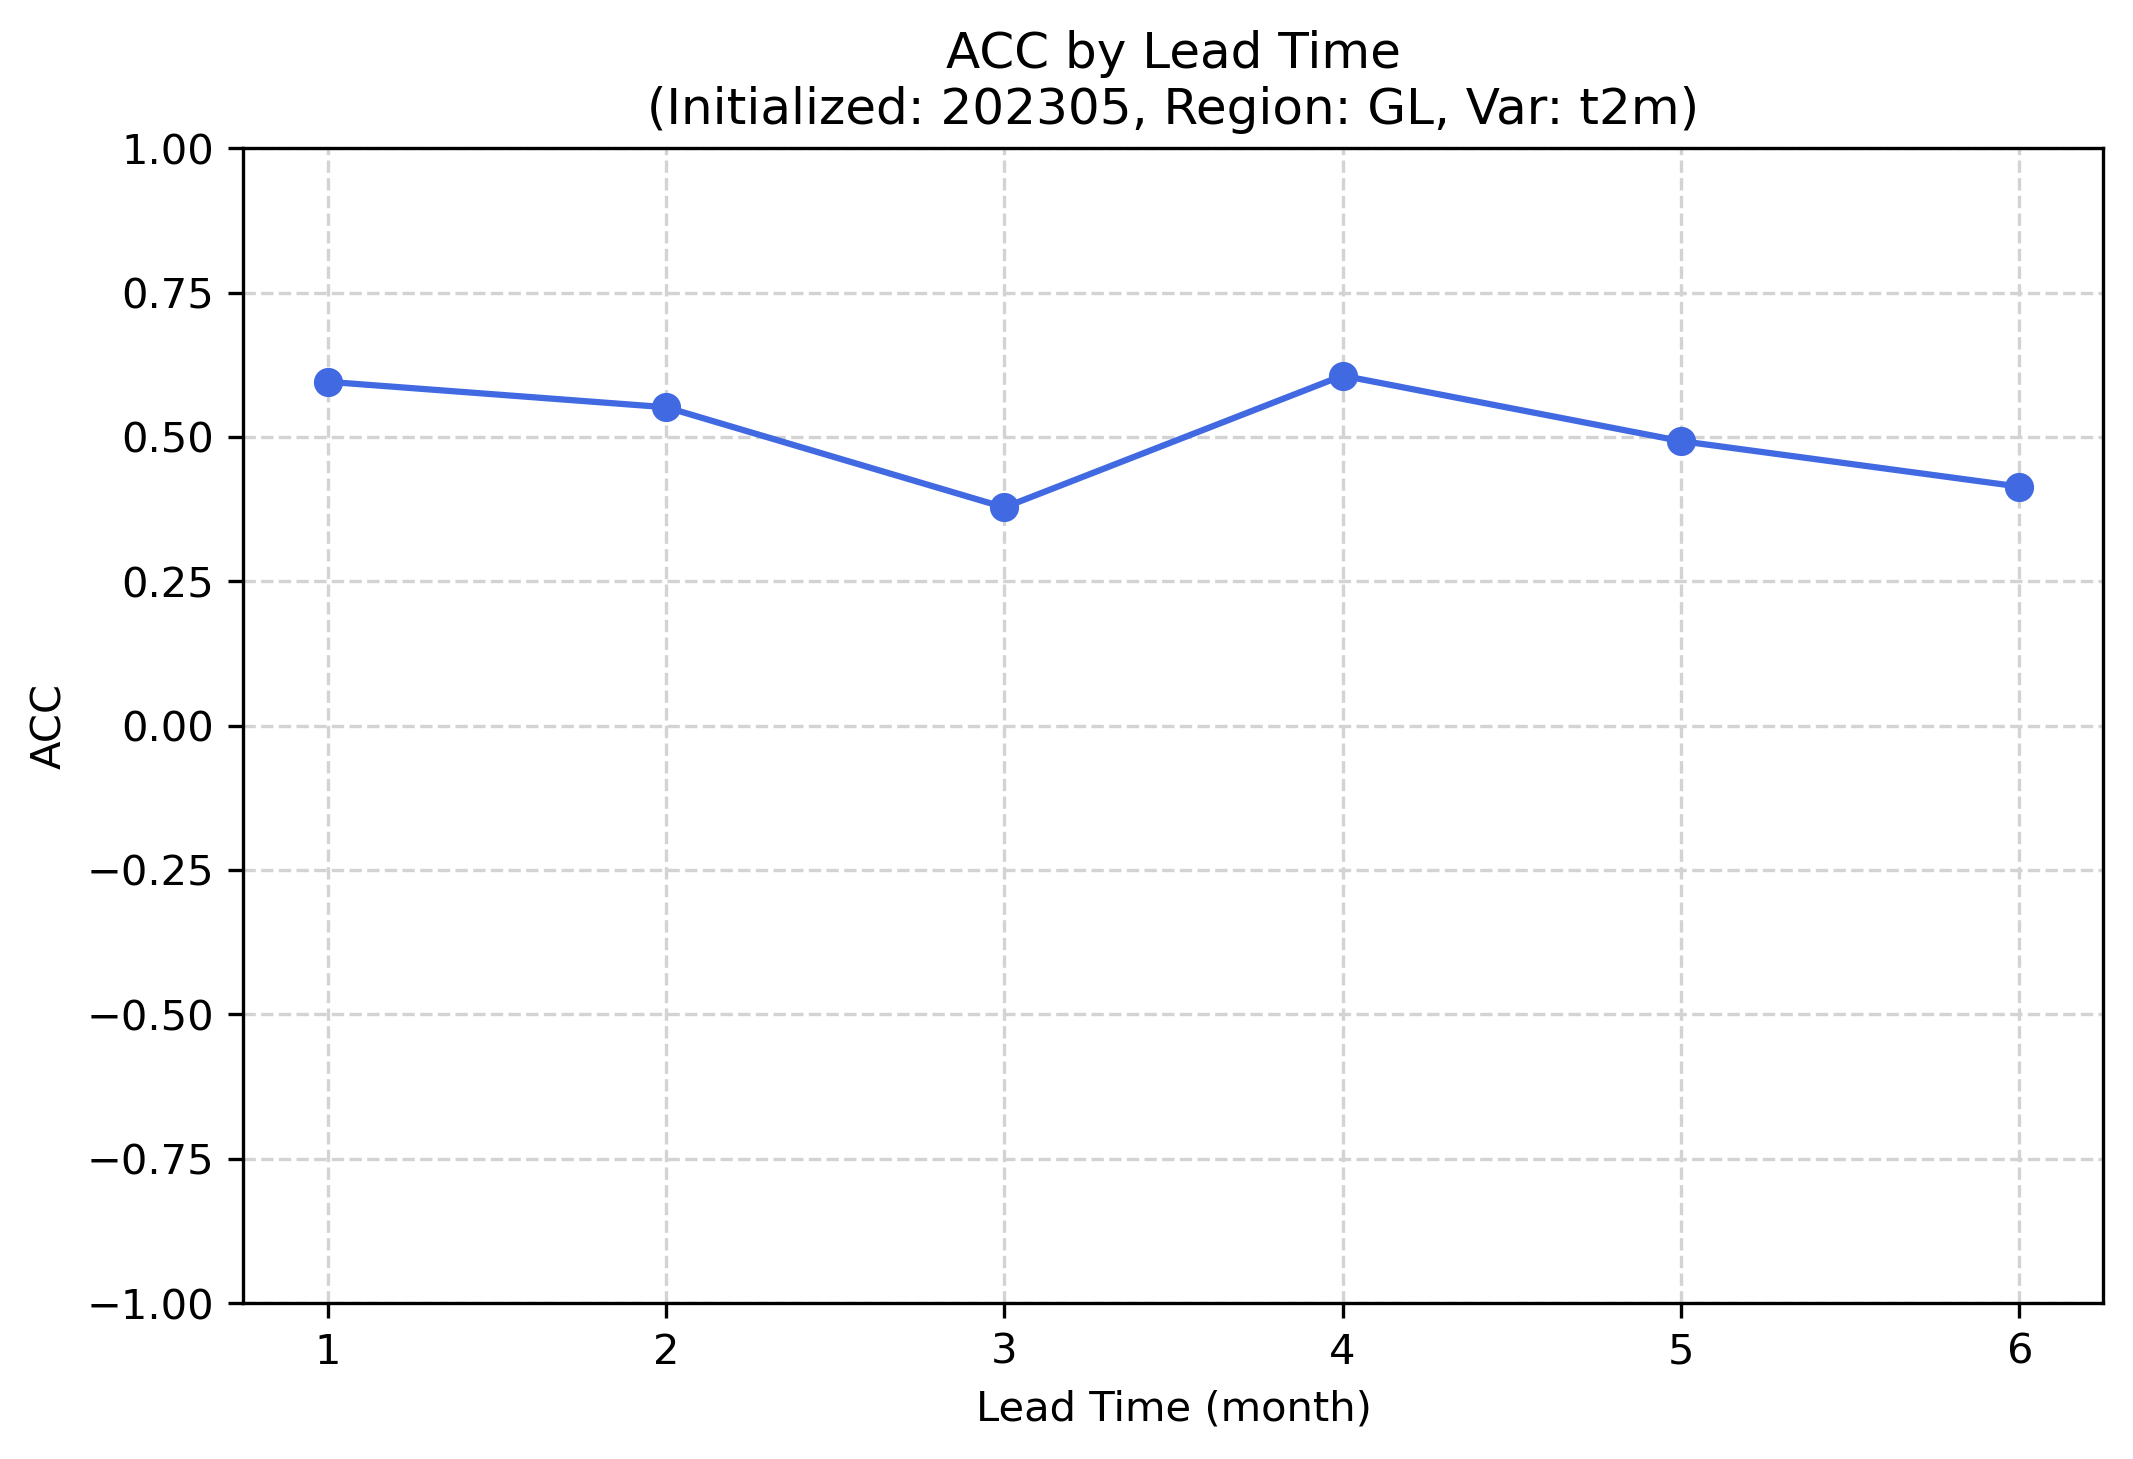 ACC by Lead Time
(Initialized: 202305, Region: GL, Var: t2m)
1.00
0.75
0.50
0.25
0.00
−0.25
−0.50
−0.75
−1.00
ACC
1 2 3 4 5 6
Lead Time (month)